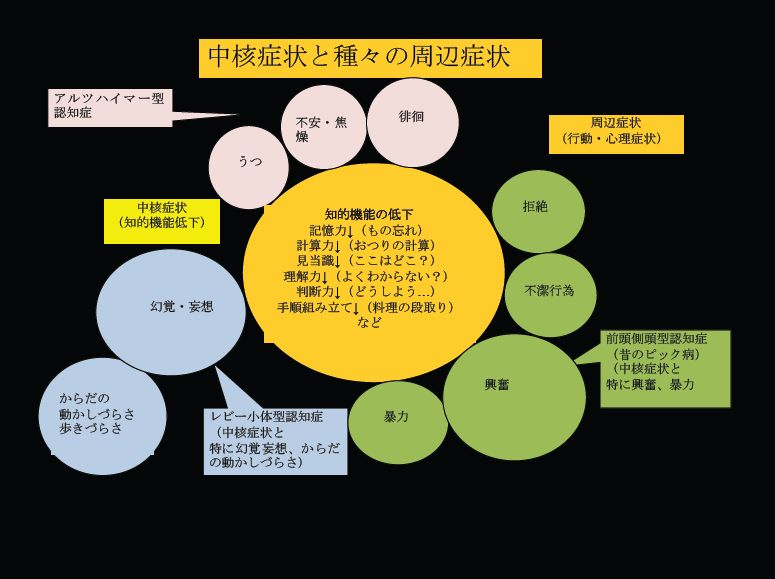 中核症状と種々の周辺症状
アルツハイマー型
認知症
不安・焦
燥
徘徊
周辺症状
（行動・心理症状）
うつ
中核症状
（知的機能低下）
知的機能の低下
記憶力↓（もの忘れ）
計算力↓（おつりの計算）
見当識↓（ここはどこ？）
理解力↓（よくわからない？）
判断力↓（どうしよう…）
手順組み立て↓（料理の段取り）
など
拒絶
不潔行為
幻覚・妄想
前頭側頭型認知症
（昔のピック病）
（中核症状と
特に興奮、暴力
興奮
からだの
動かしづらさ
歩きづらさ
暴力
レビー小体型認知症
（中核症状と
特に幻覚妄想、からだ
の動かしづらさ）